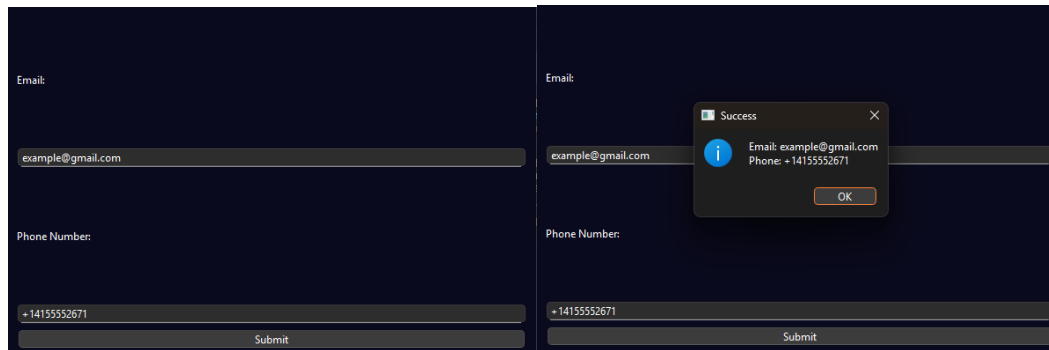 Email:
example@gmail.com
Phone Number:
+14155552671
Submit
Email:
Success
Email: example@gmail.com
Phone: +14155552671
OK
example@gmail.com
Phone Number:
+14155552671
Submit